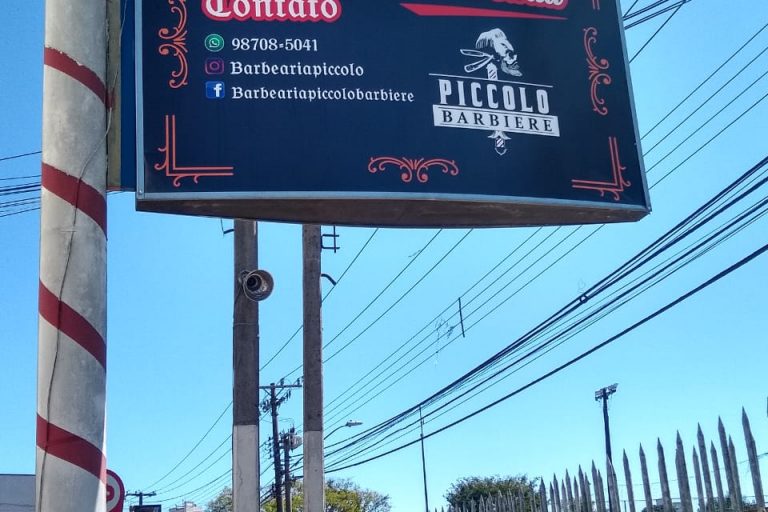 Contato
98708-5041
Barbeariapiccolo
Barbeariapiccolobarbiere
PICCOLO
BARBIERE